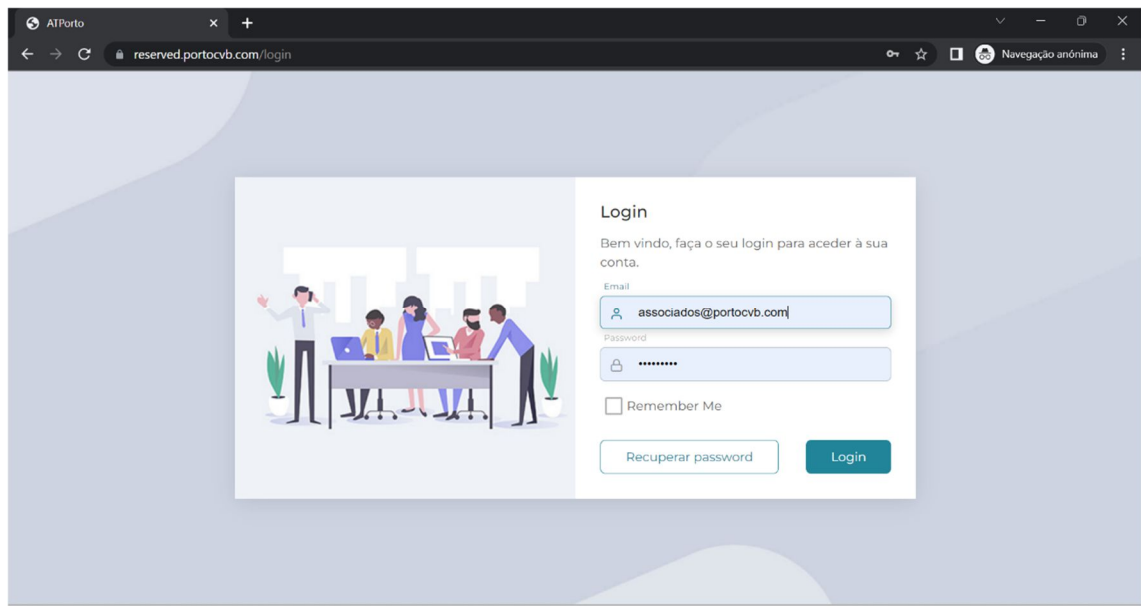 ATPorto
reserved.portocvb.com/login
Navegação anónima
Login
Bem vindo, faça o seu login para aceder à sua
conta.
Email
associados@portocvb.com
Password
•••••••••
Remember Me
Recuperar password
Login